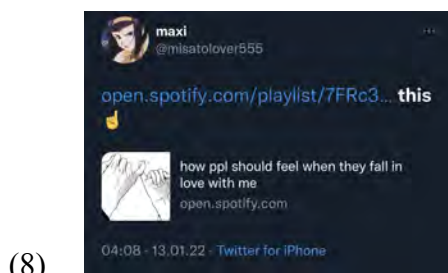 maxi
@misatolover555
open.spotify.com/playlist/7FRc3... this
☝️
how ppl should feel when they fall in
love with me
open.spotify.com
04:08 · 13.01.22 · Twitter for iPhone
(8)